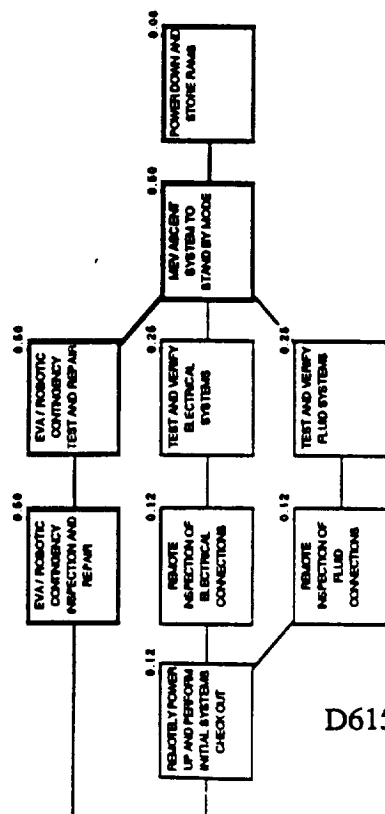 0.50
EVA / ROBOTIC
CONTINGENCY
INSPECTION AND
REPAIR
0.50
EVA / ROBOTIC
CONTINGENCY
TEST AND REPAIR
0.12
REMOTELY POWER
UP AND PERFORM
INITIAL SYSTEMS
CHECK OUT
0.12
REMOTE
INSPECTION OF
ELECTRICAL
CONNECTIONS
0.25
TEST AND VERIFY
ELECTRICAL
SYSTEMS
0.50
MEV ASCENT
SYSTEM TO
STAND BY MODE
POWER DOWN AND
STORE RAMS
0.12
REMOTE
INSPECTION OF
FLUID
CONNECTIONS
0.25
TEST AND VERIFY
FLUID SYSTEMS
D615